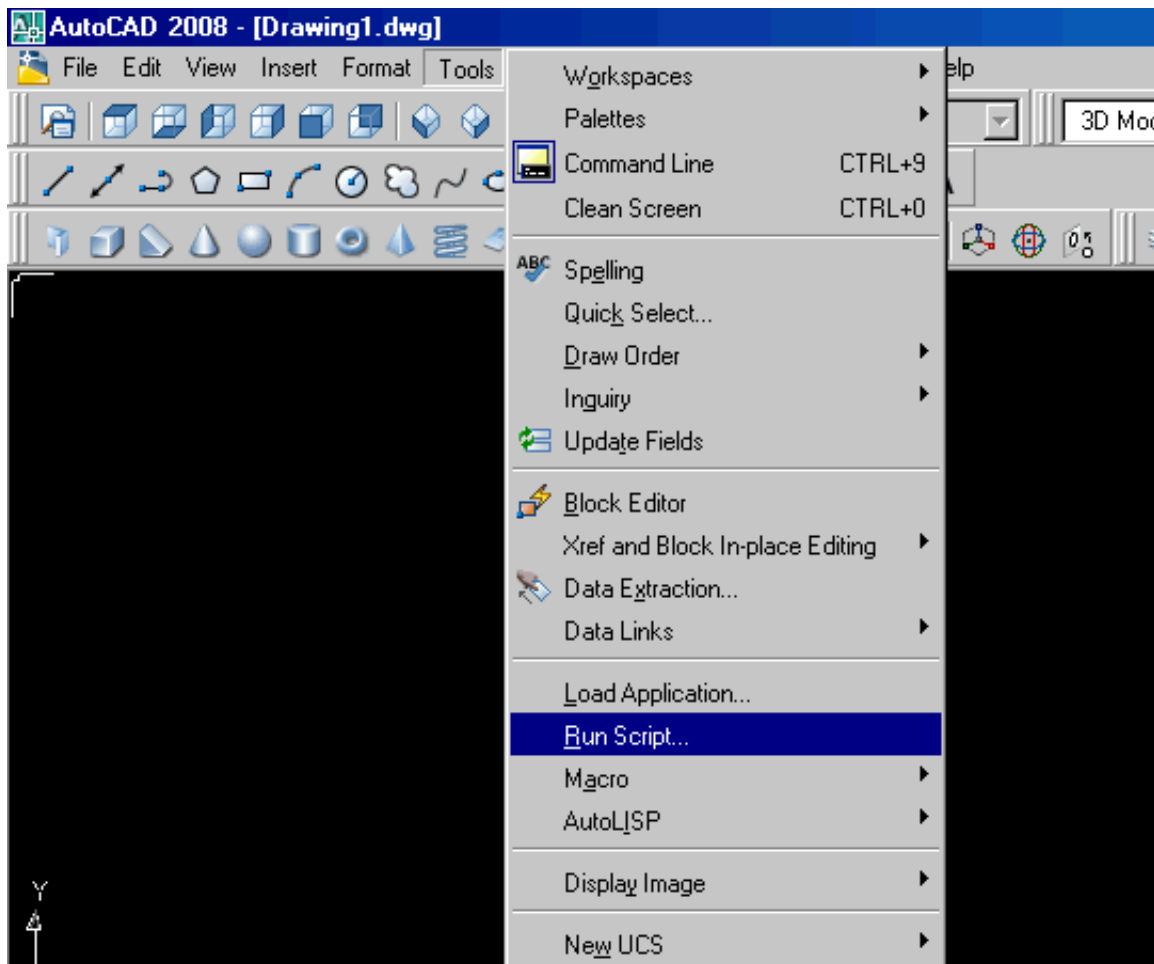 AutoCAD 2008 - [Drawing1.dwg]
File Edit View Insert Format Tools elp
3D Mod
Workspaces
Palettes
Command Line CTRL+9
Clean Screen CTRL+0
ABC
Spelling
Quick Select...
Draw Order
Inquiry
Update Fields
Block Editor
Xref and Block In-place Editing
Data Extraction...
Data Links
Load Application...
Run Script...
Macro
AutoLISP
Display Image
New UCS
Y